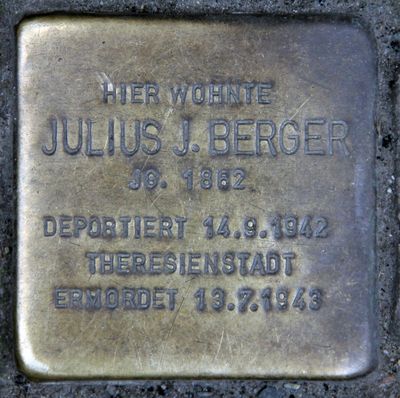 HIER WOHNTE
JULIUS J. BERGER
JG. 1862
DEPORTIERT 14.9.1942
THERESIENSTADT
ERMORDET 13.7.1943